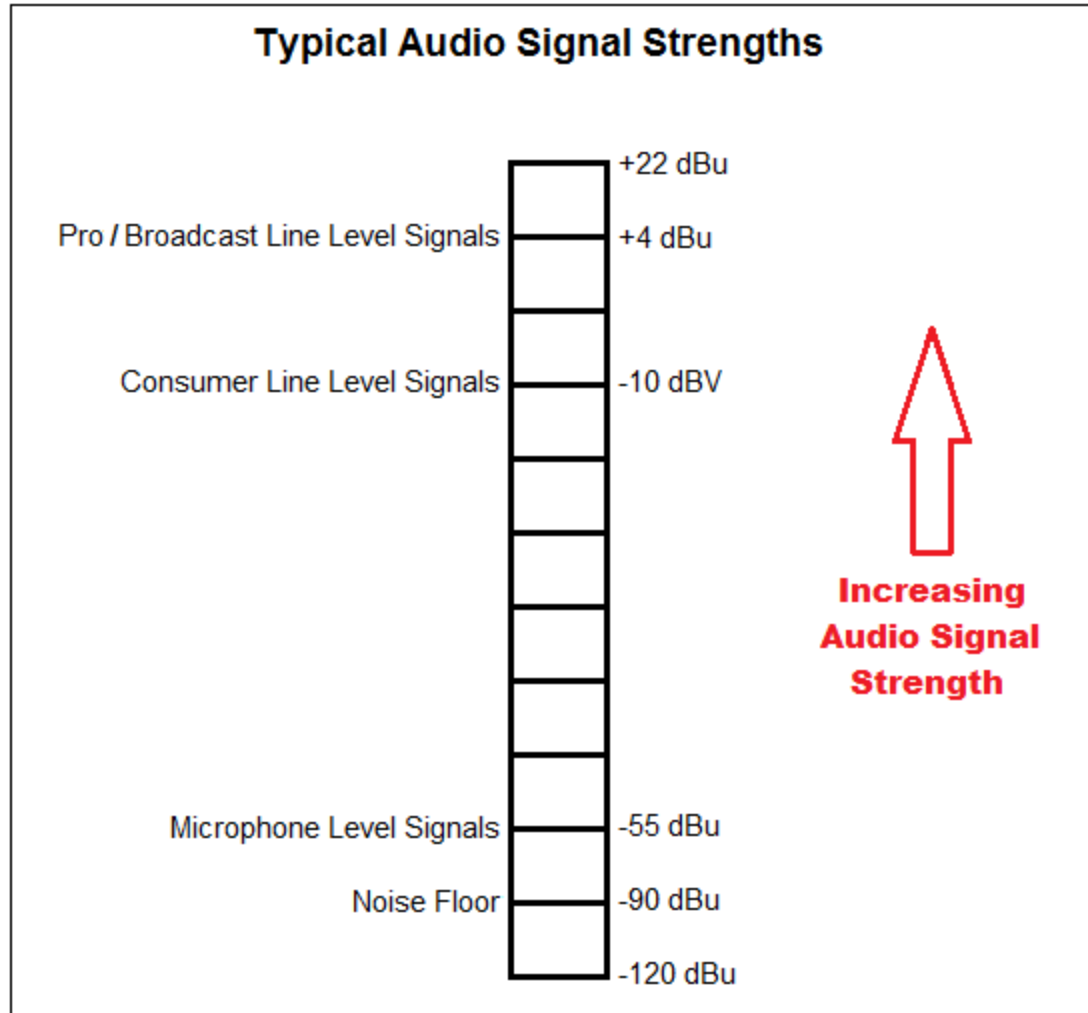 Typical Audio Signal Strengths
+22 dBu
Pro / Broadcast Line Level Signals +4 dBu
Consumer Line Level Signals -10 dBV
Increasing
Audio Signal
Strength
Microphone Level Signals -55 dBu
Noise Floor -90 dBu
-120 dBu